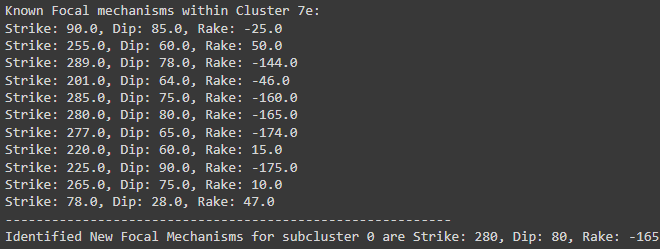 Known Focal mechanisms within Cluster 7e:
Strike: 90.0, Dip: 85.0, Rake: -25.0
Strike: 255.0, Dip: 60.0, Rake: 50.0
Strike: 289.0, Dip: 78.0, Rake: -144.0
Strike: 201.0, Dip: 64.0, Rake: -46.0
Strike: 285.0, Dip: 75.0, Rake: -160.0
Strike: 280.0, Dip: 80.0, Rake: -165.0
Strike: 277.0, Dip: 65.0, Rake: -174.0
Strike: 220.0, Dip: 60.0, Rake: 15.0
Strike: 225.0, Dip: 90.0, Rake: -175.0
Strike: 265.0, Dip: 75.0, Rake: 10.0
Strike: 78.0, Dip: 28.0, Rake: 47.0
----------------------------------------------------------
Identified New Focal Mechanisms for subcluster 0 are Strike: 280, Dip: 80, Rake: -165